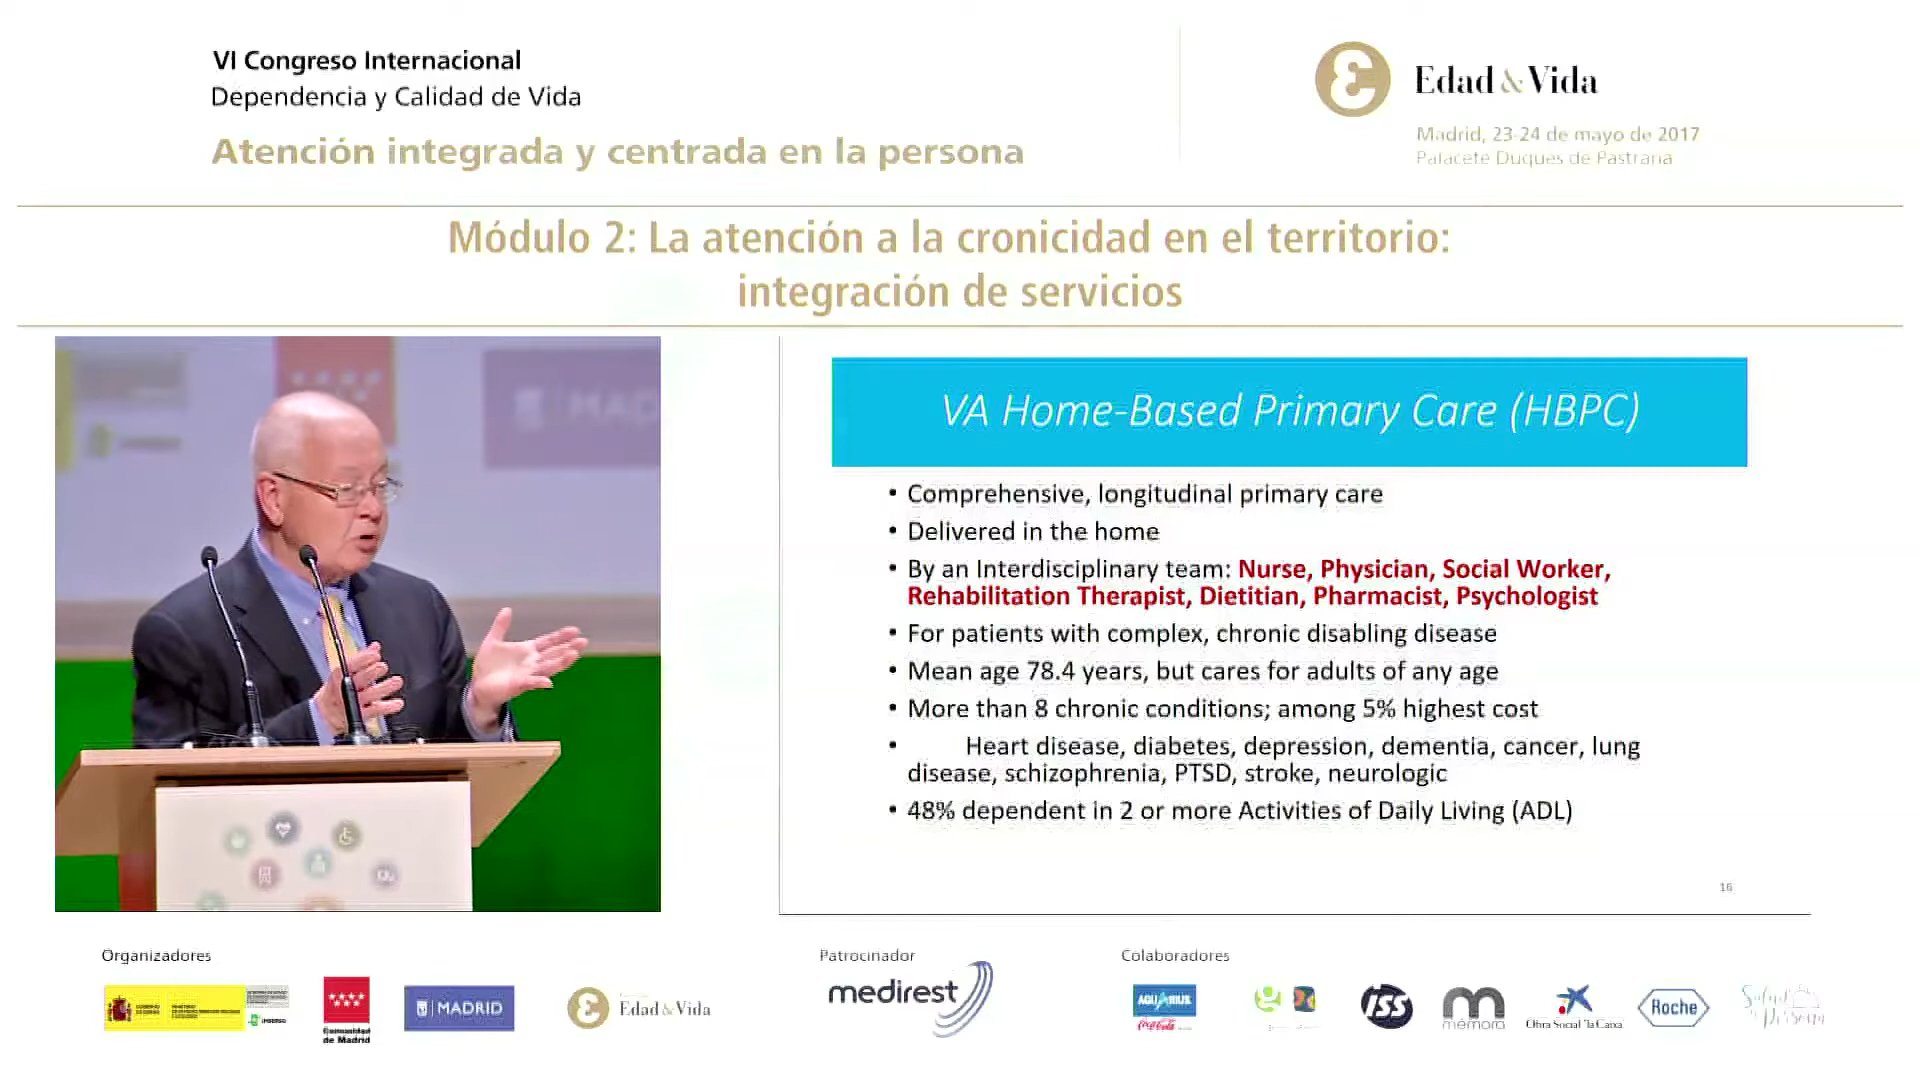 VI Congreso Internacional
Dependencia y Calidad de Vida
Atención integrada y centrada en la persona
Edad & Vida
Madrid, 23-24 de mayo de 2017
Palacete Duques de Pastrana
Módulo 2: La atención a la cronicidad en el territorio:
integración de servicios
MAD
VA Home-Based Primary Care (HBPC)
• Comprehensive, longitudinal primary care
• Delivered in the home
• By an Interdisciplinary team: Nurse, Physician, Social Worker,
Rehabilitation Therapist, Dietitian, Pharmacist, Psychologist
• For patients with complex, chronic disabling disease
• Mean age 78.4 years, but cares for adults of any age
• More than 8 chronic conditions; among 5% highest cost
• Heart disease, diabetes, depression, dementia, cancer, lung
disease, schizophrenia, PTSD, stroke, neurologic
• 48% dependent in 2 or more Activities of Daily Living (ADL)
16
Organizadores
Patrocinador
Colaboradores
Comunidad
de Madrid
MADRID
Edad & Vida
medirest
AQUARIUS
Coca-Cola
ISS
mémora
Obra Social "la Caixa"
Roche